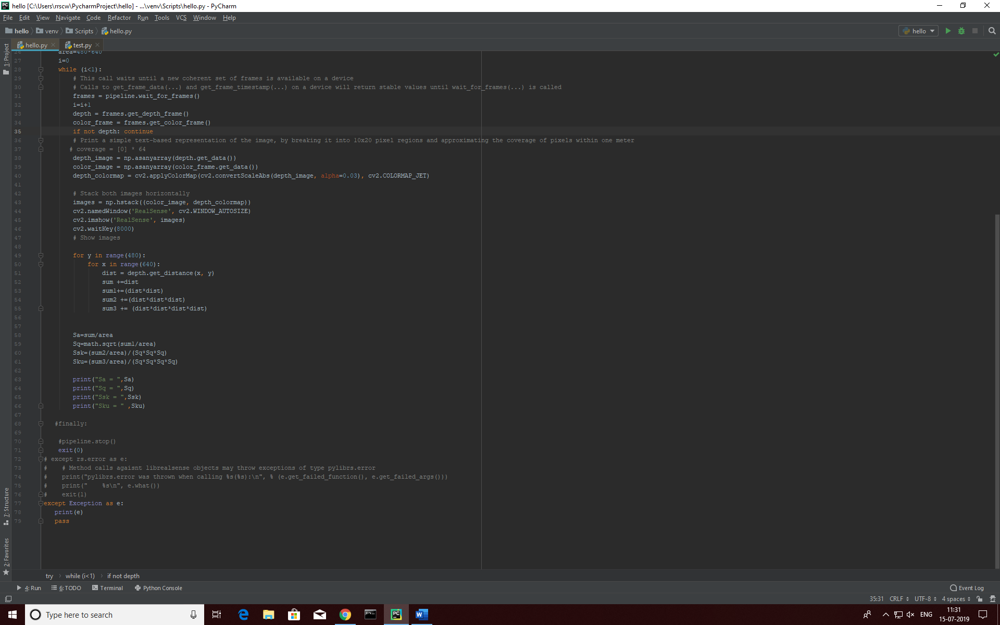 hello [C:\Users\rrscw\PycharmProject\hello] - ...\venv\Scripts\hello.py - PyCharm
File Edit View Navigate Code Refactor Run Tools VCS Window Help
hello venv Scripts hello.py hello
hello.py test.py
1: Project
26 area=480*640
27 i=0
28 while (i<1):
29 # This call waits until a new coherent set of frames is available on a device
30 # Calls to get_frame_data(...) and get_frame_timestamp(...) on a device will return stable values until wait_for_frames(...) is called
31 frames = pipeline.wait_for_frames()
32 i=i+1
33 depth = frames.get_depth_frame()
34 color_frame = frames.get_color_frame()
35 if not depth: continue
36 # Print a simple text-based representation of the image, by breaking it into 10x20 pixel regions and approximating the coverage of pixels within one meter
37 # coverage = [0] * 64
38 depth_image = np.asanyarray(depth.get_data())
39 color_image = np.asanyarray(color_frame.get_data())
40 depth_colormap = cv2.applyColorMap(cv2.convertScaleAbs(depth_image, alpha=0.03), cv2.COLORMAP_JET)
41
42 # Stack both images horizontally
43 images = np.hstack((color_image, depth_colormap))
44 cv2.namedWindow('RealSense', cv2.WINDOW_AUTOSIZE)
45 cv2.imshow('RealSense', images)
46 cv2.waitKey(8000)
47 # Show images
48
49 for y in range(480):
50 for x in range(640):
51 dist = depth.get_distance(x, y)
52 sum +=dist
53 sum1+=(dist*dist)
54 sum2 +=(dist*dist*dist)
55 sum3 += (dist*dist*dist*dist)
56
57
58 Sa=sum/area
59 Sq=math.sqrt(sum1/area)
60 Ssk=(sum2/area)/(Sq*Sq*Sq)
61 Sku=(sum3/area)/(Sq*Sq*Sq*Sq)
62
63 print("Sa = ",Sa)
64 print("Sq = ",Sq)
65 print("Ssk = ",Ssk)
66 print("Sku = " ,Sku)
67
68 #finally:
69
70 #pipeline.stop()
71 exit(0)
72 # except rs.error as e:
73 # # Method calls agaisnt librealsense objects may throw exceptions of type pylibrs.error
74 # print("pylibrs.error was thrown when calling %s(%s):\n", % (e.get_failed_function(), e.get_failed_args()))
75 # print(" %s\n", e.what())
76 # exit(1)
77 except Exception as e:
78 print(e)
79 pass
7: Structure
2: Favorites
try while (i<1) if not depth
4: Run 6: TODO Terminal Python Console Event Log
35:31 CRLF UTF-8 4 spaces
Type here to search
ENG
11:31
15-07-2019